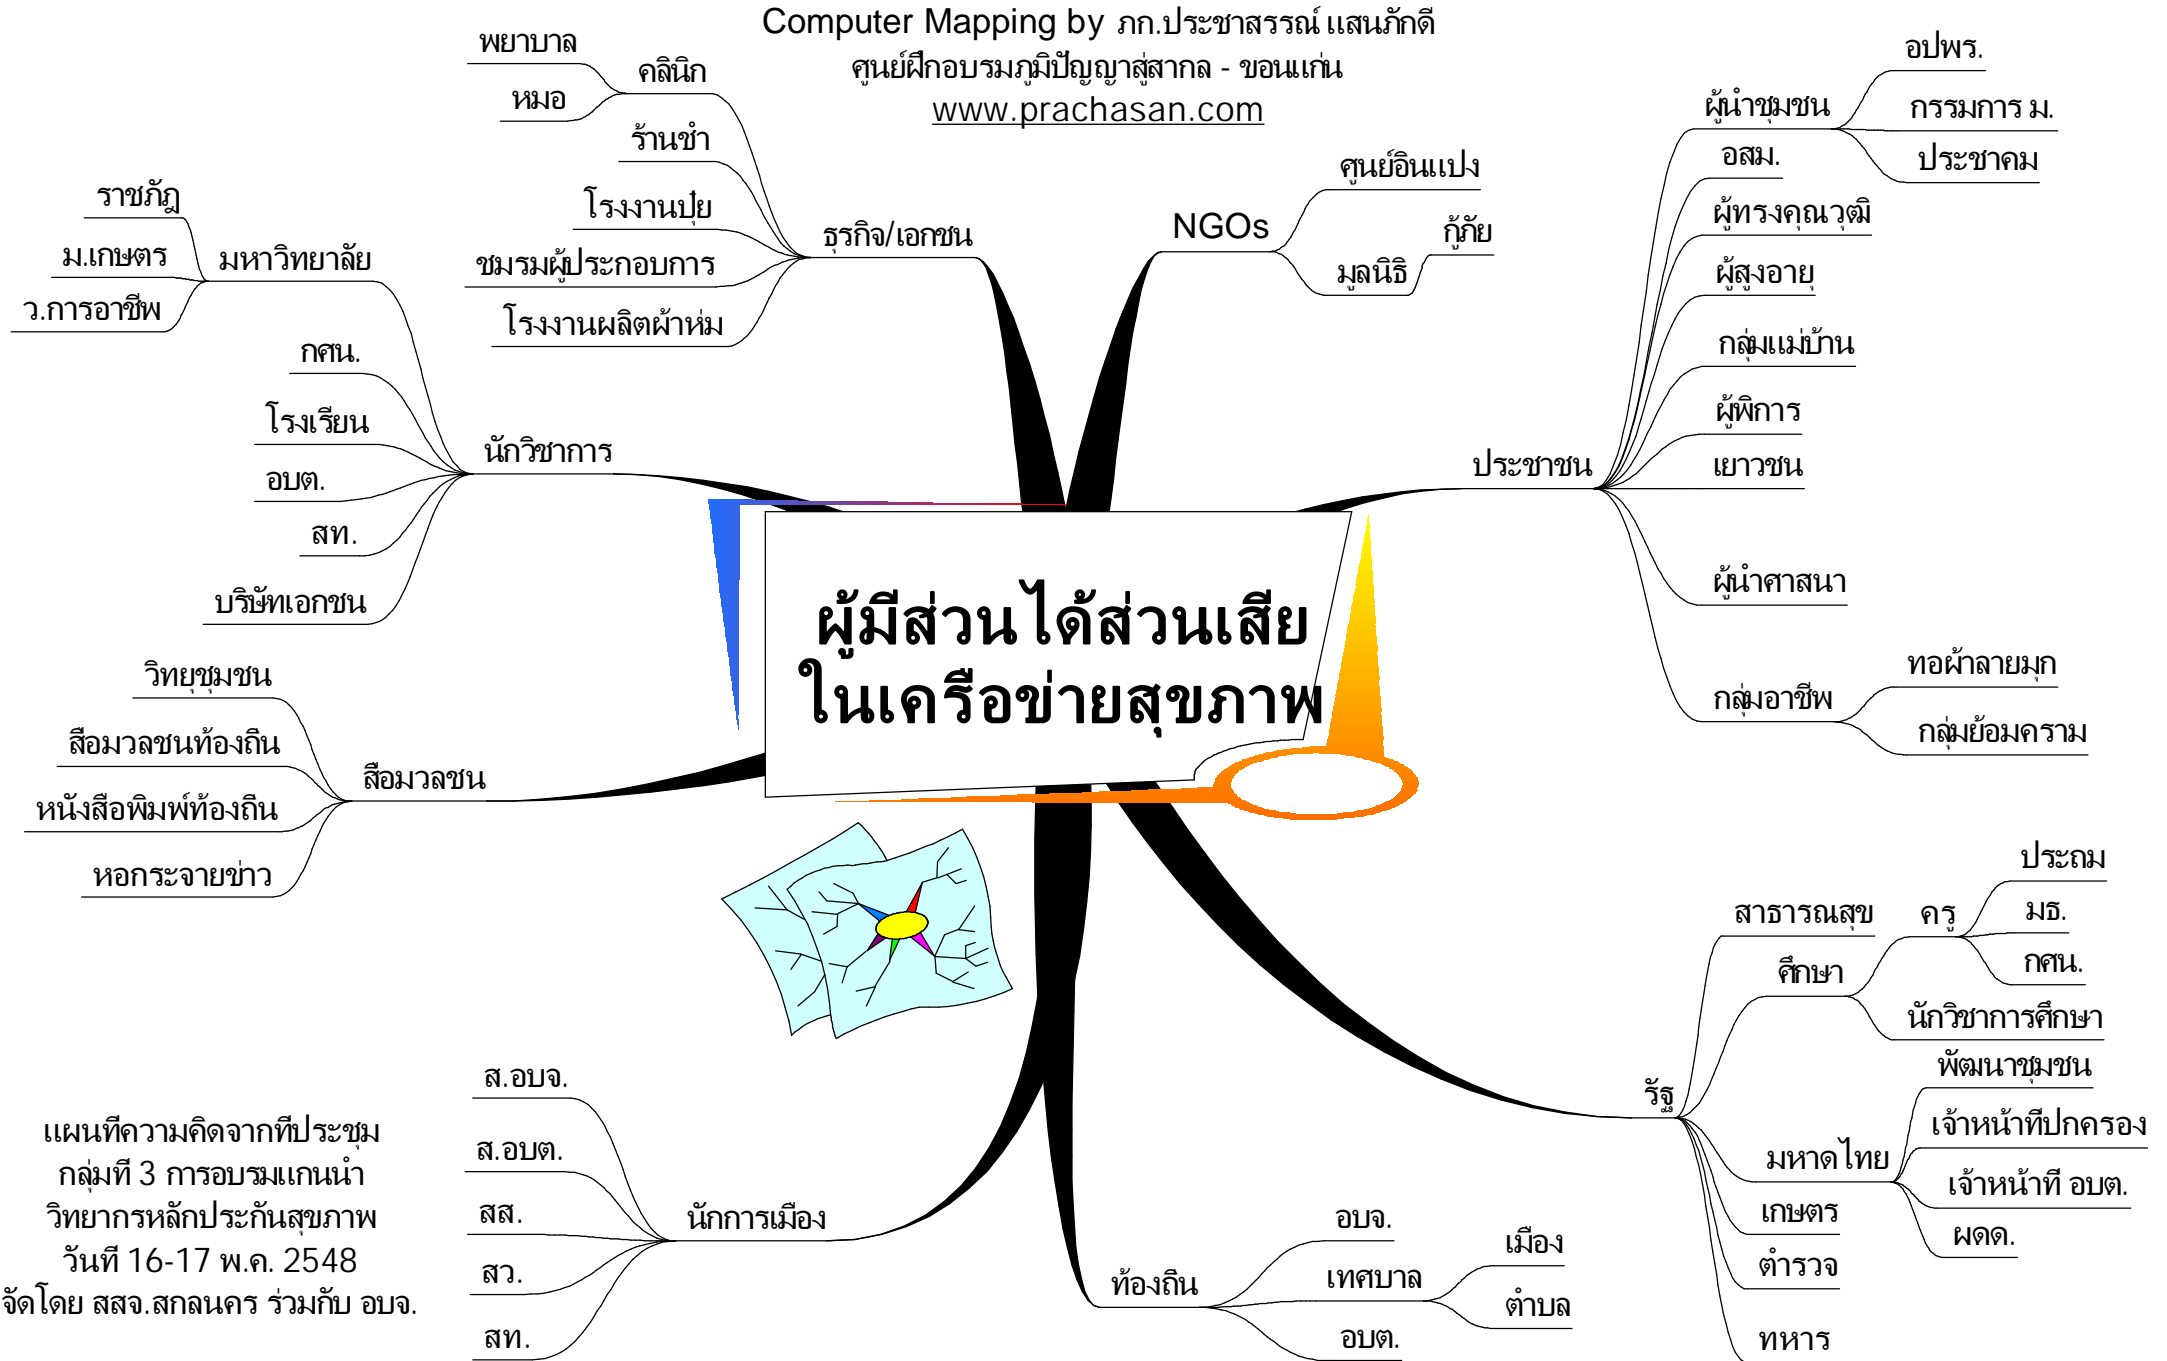 Computer Mapping by ภก.ประชาสรรณ์ แสนภักดี
ศูนย์ฝึกอบรมภูมิปัญญาสู่สากล - ขอนแก่น
www.prachasan.com
ผู้มีส่วนได้ส่วนเสีย
ในเครือข่ายสุขภาพ
NGOs
ศูนย์อินแปง
มูลนิธิ
กู้ภัย
ประชาชน
ผู้นำชุมชน
อปพร.
กรรมการ ม.
ประชาคม
อสม.
ผู้ทรงคุณวุฒิ
ผู้สูงอายุ
กลุ่มแม่บ้าน
ผู้พิการ
เยาวชน
ผู้นำศาสนา
กลุ่มอาชีพ
ทอผ้าลายมุก
กลุ่มย้อมคราม
รัฐ
สาธารณสุข
ศึกษา
ครู
ประถม
มธ.
กศน.
นักวิชาการศึกษา
มหาดไทย
พัฒนาชุมชน
เจ้าหน้าที่ปกครอง
เจ้าหน้าที่ อบต.
ผดด.
เกษตร
ตำรวจ
ทหาร
ท้องถิ่น
อบจ.
เทศบาล
เมือง
ตำบล
อบต.
นักการเมือง
ส.อบจ.
ส.อบต.
สส.
สว.
สท.
สื่อมวลชน
วิทยุชุมชน
สื่อมวลชนท้องถิ่น
หนังสือพิมพ์ท้องถิ่น
หอกระจายข่าว
นักวิชาการ
มหาวิทยาลัย
ราชภัฎ
ม.เกษตร
ว.การอาชีพ
กศน.
โรงเรียน
อบต.
สท.
บริษัทเอกชน
ธุรกิจ/เอกชน
คลินิก
พยาบาล
หมอ
ร้านชำ
โรงงานปุ๋ย
ชมรมผู้ประกอบการ
โรงงานผลิตผ้าห่ม
แผนที่ความคิดจากที่ประชุม
กลุ่มที่ 3 การอบรมแกนนำ
วิทยากรหลักประกันสุขภาพ
วันที่ 16-17 พ.ค. 2548
จัดโดย สสจ.สกลนคร ร่วมกับ อบจ.